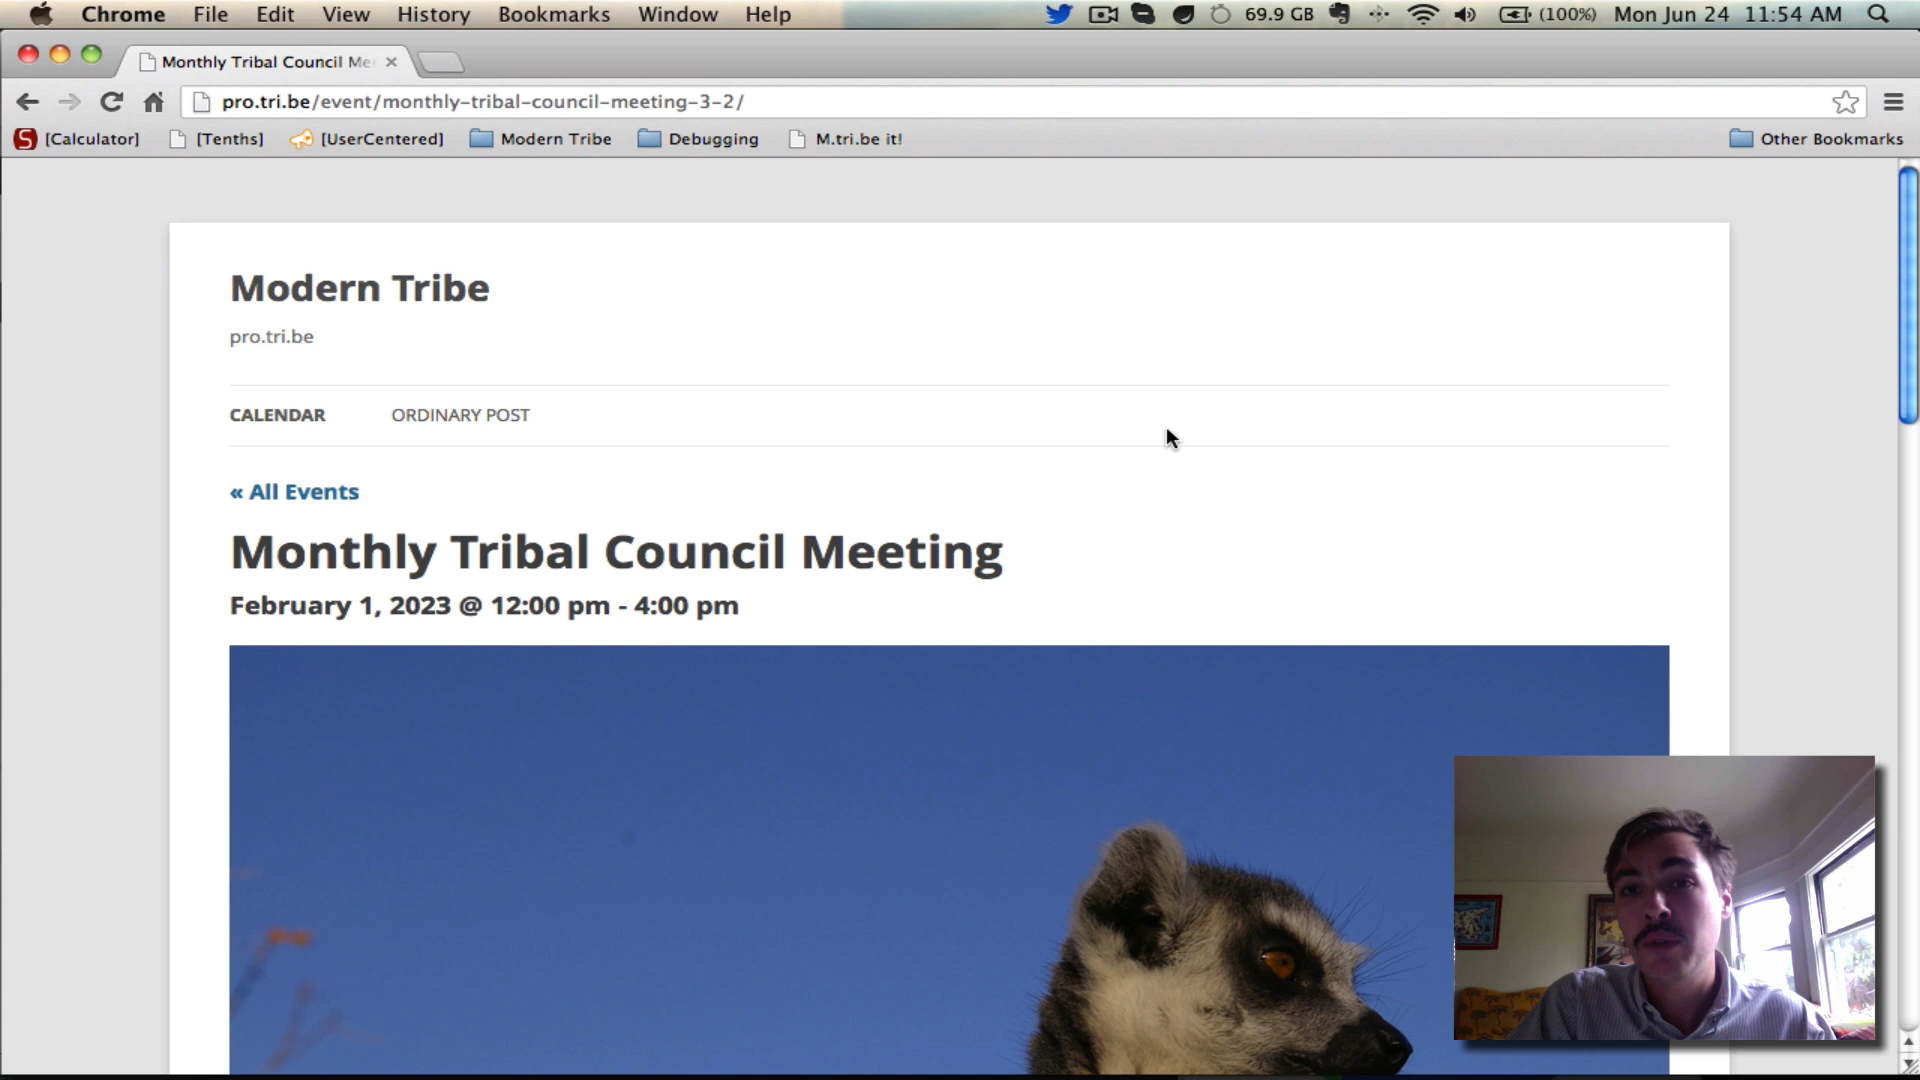 Chrome File Edit View History Bookmarks Window Help 69.9 GB (100%) Mon Jun 24 11:54 AM
Monthly Tribal Council Me
pro.tri.be/event/monthly-tribal-council-meeting-3-2/
[Calculator] [Tenths] [UserCentered] Modern Tribe Debugging M.tri.be it! Other Bookmarks
Modern Tribe
pro.tri.be
CALENDAR ORDINARY POST
« All Events
Monthly Tribal Council Meeting
February 1, 2023 @ 12:00 pm - 4:00 pm